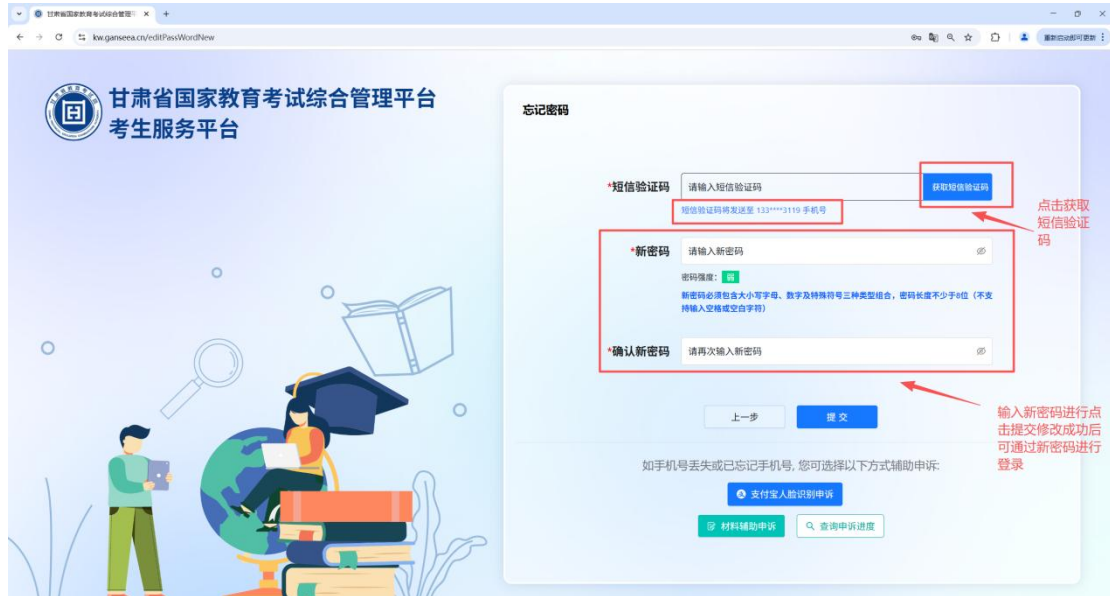 甘肃省国家教育考试综合管理
kw.ganseea.cn/editPassWordNew
重新启动即可更新
甘肃省国家教育考试综合管理平台
考生服务平台
忘记密码
*短信验证码
请输入短信验证码
获取短信验证码
短信验证码将发送至 133****3119 手机号
点击获取
短信验证
码
*新密码
请输入新密码
密码强度：
弱
新密码必须包含大小写字母、数字及特殊符号三种类型组合，密码长度不少于8位（不支
持输入空格或空白字符）
*确认新密码
请再次输入新密码
上一步
提 交
输入新密码进行点
击提交修改成功后
可通过新密码进行
登录
如手机号丢失或已忘记手机号, 您可选择以下方式辅助申诉:
支付宝人脸识别申诉
材料辅助申诉
查询申诉进度